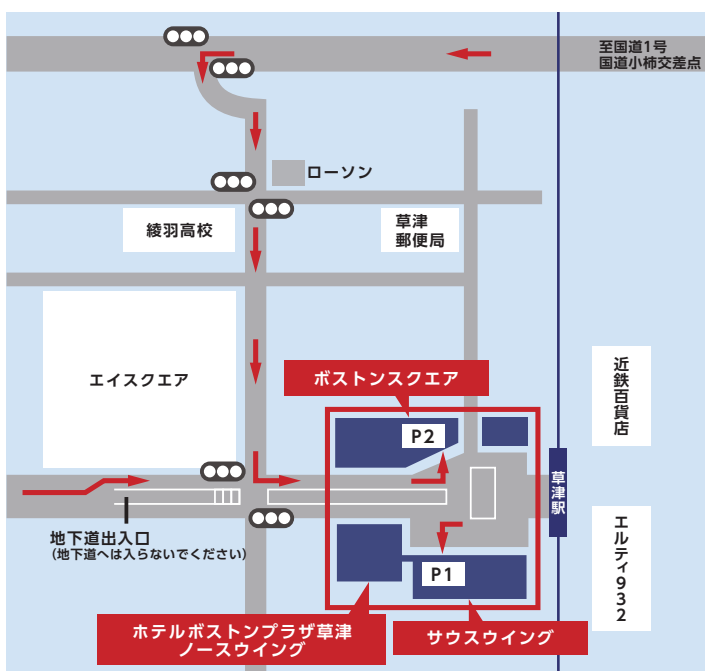 至国道1号
国道小柿交差点
ローソン
綾羽高校
草津
郵便局
エイスクエア
ボストンスクエア
近鉄百貨店
P2
草津駅
地下道出入口
(地下道へは入らないでください)
エルティ932
P1
ホテルボストンプラザ草津
ノースウイング
サウスウイング